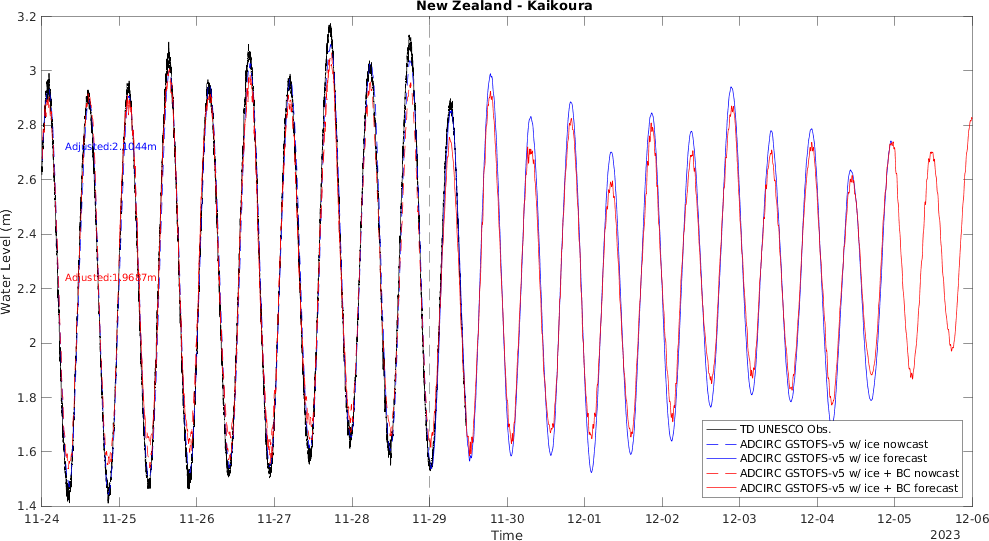 New Zealand - Kaikoura
3.2
3
2.8
2.6
2.4
2.2
2
1.8
1.6
1.4
Water Level (m)
Adjusted:2.1044m
Adjusted:1.9687m
TD UNESCO Obs.
ADCIRC GSTOFS-v5 w/ ice nowcast
ADCIRC GSTOFS-v5 w/ ice forecast
ADCIRC GSTOFS-v5 w/ ice + BC nowcast
ADCIRC GSTOFS-v5 w/ ice + BC forecast
11-24 11-25 11-26 11-27 11-28 11-29 11-30 12-01 12-02 12-03 12-04 12-05 12-06
Time
2023